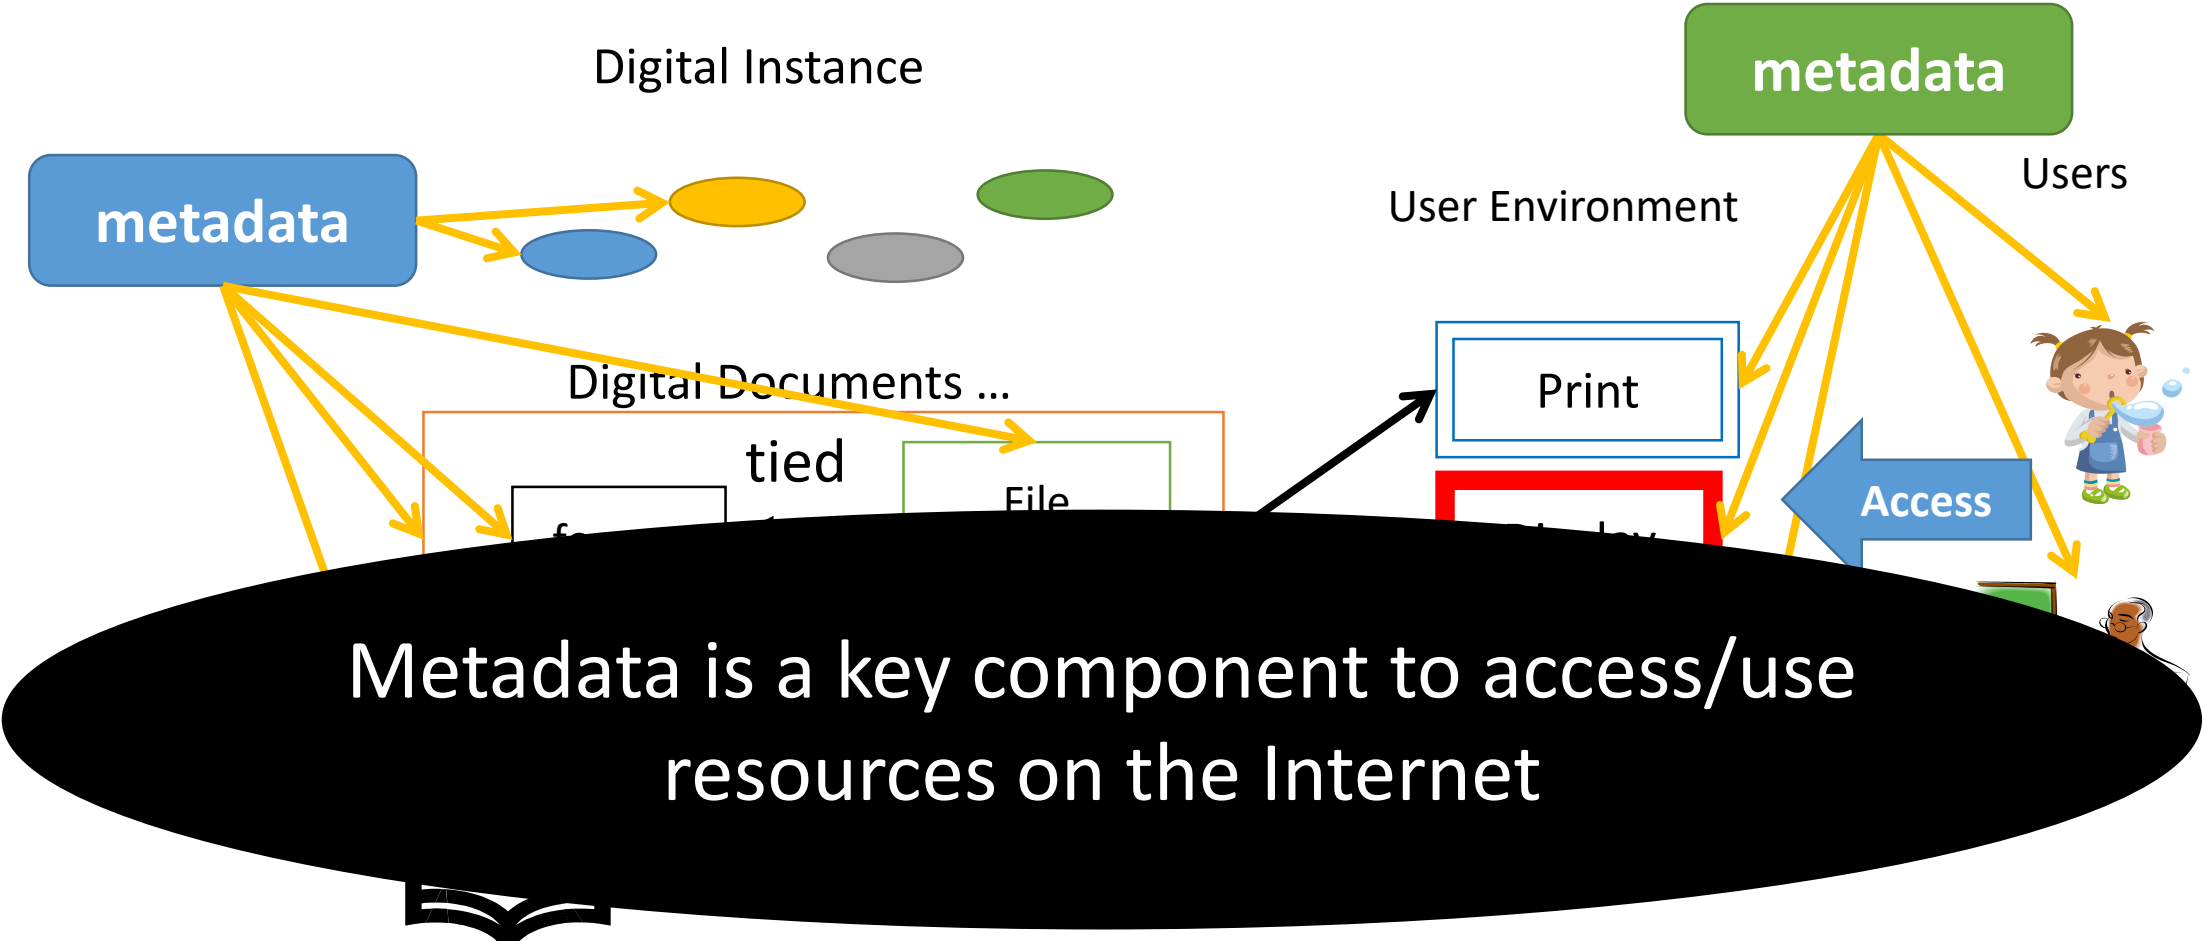 Digital Instance
metadata
metadata
Users
User Environment
Digital Documents ...
Print
tied
File
Access
Metadata is a key component to access/use
resources on the Internet